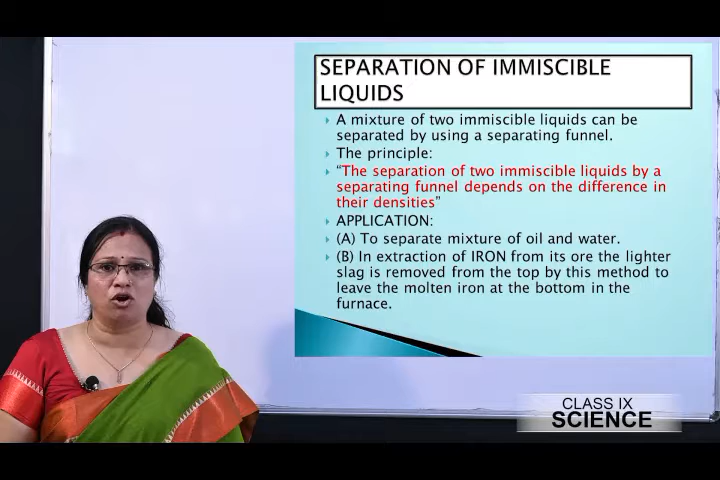 SEPARATION OF IMMISCIBLE
LIQUIDS
A mixture of two immiscible liquids can be
separated by using a separating funnel.
The principle:
“The separation of two immiscible liquids by a
separating funnel depends on the difference in
their densities”
APPLICATION:
(A) To separate mixture of oil and water.
(B) In extraction of IRON from its ore the lighter
slag is removed from the top by this method to
leave the molten iron at the bottom in the
furnace.
CLASS IX
SCIENCE